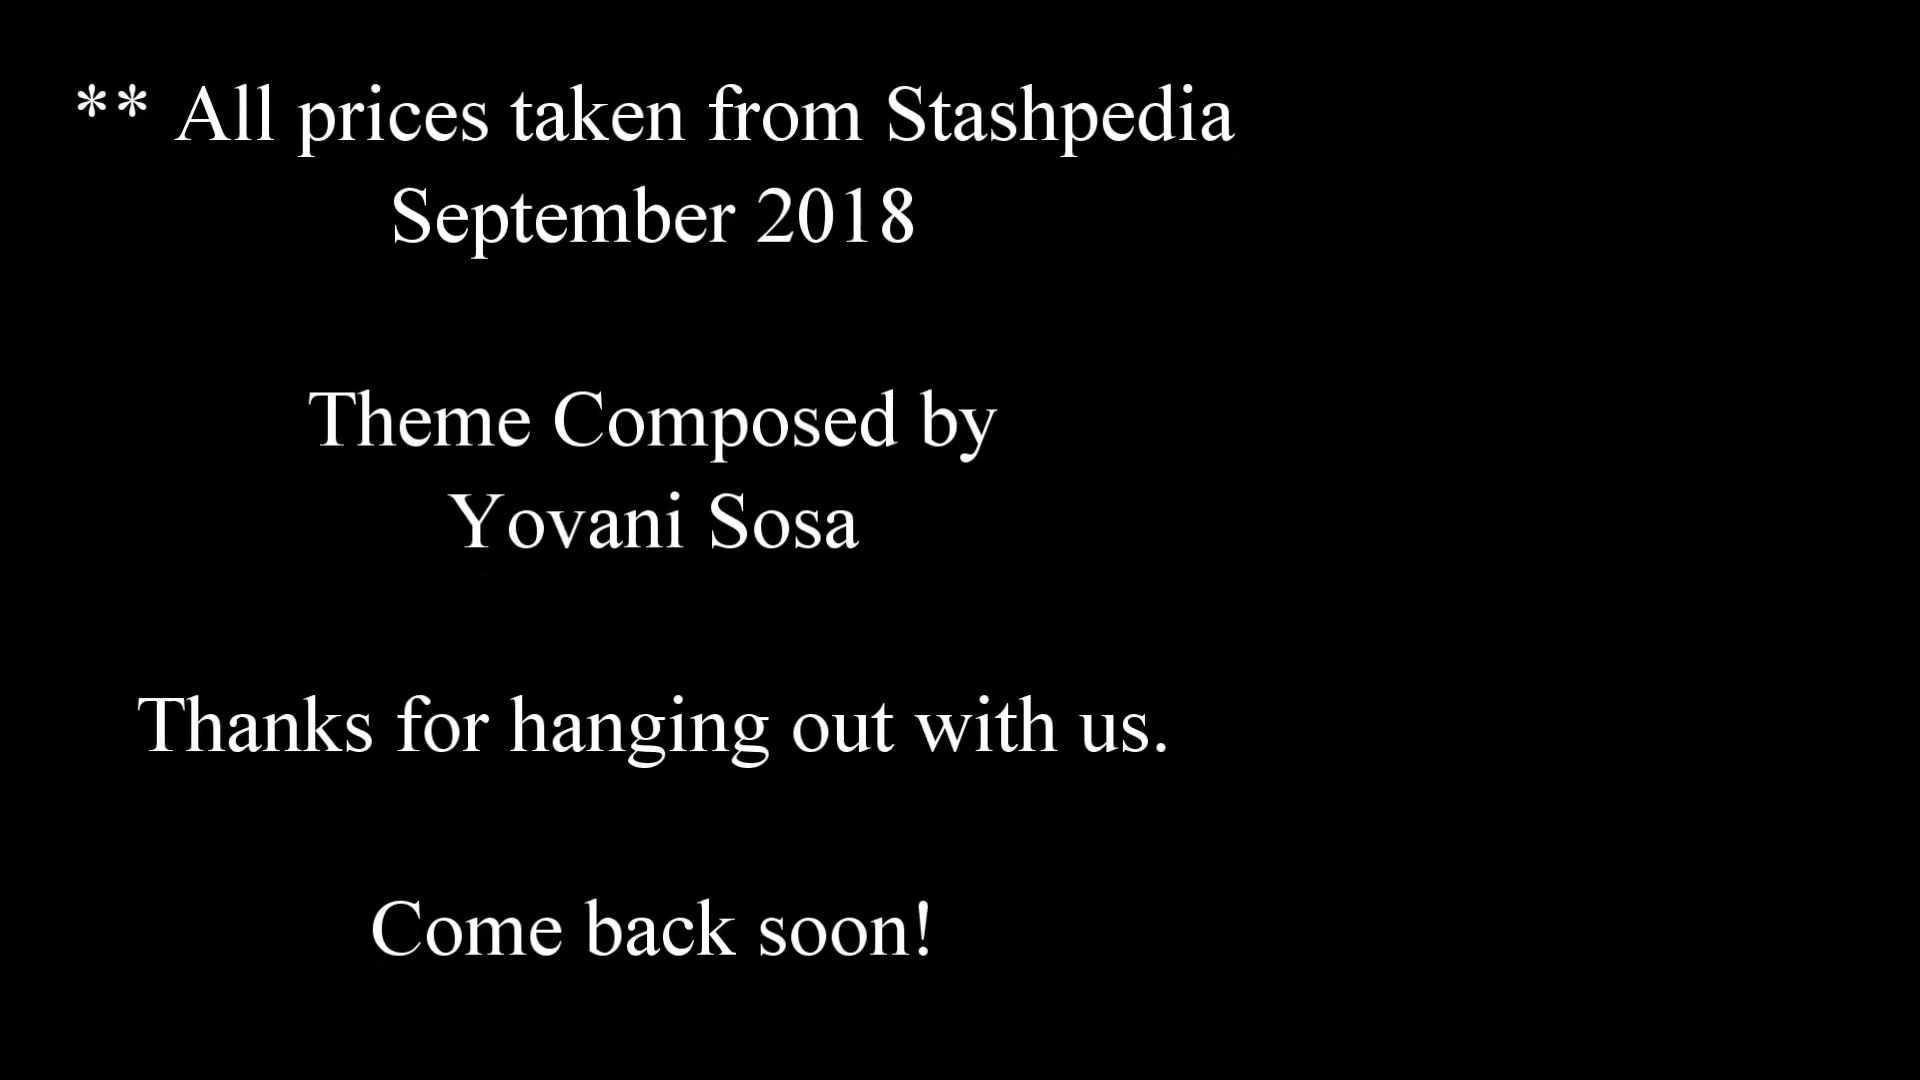 ** All prices taken from Stashpedia
September 2018
Theme Composed by
Yovani Sosa
Thanks for hanging out with us.
Come back soon!